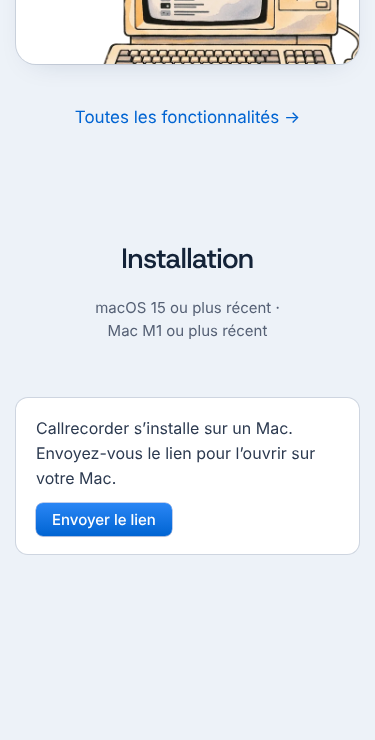 Toutes les fonctionnalités →
Installation
macOS 15 ou plus récent ·
Mac M1 ou plus récent
Callrecorder s’installe sur un Mac.
Envoyez-vous le lien pour l’ouvrir sur
votre Mac.
Envoyer le lien